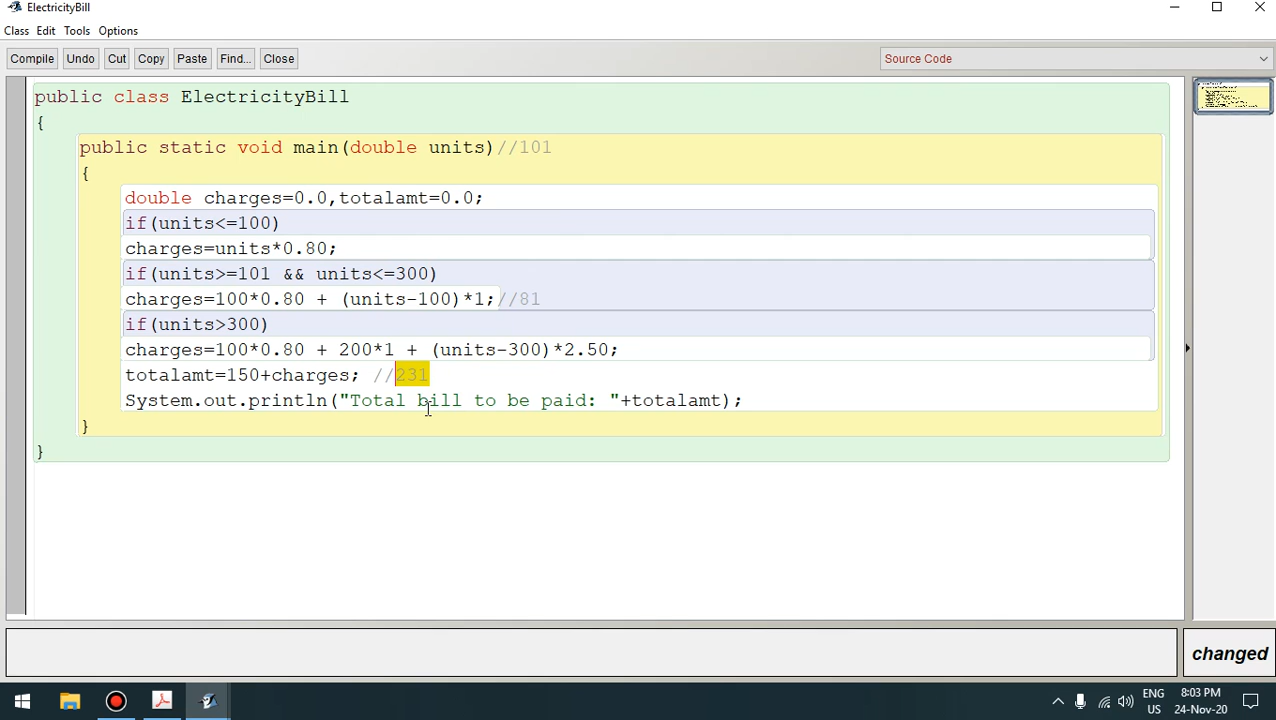 ElectricityBill
Class Edit Tools Options
Compile Undo Cut Copy Paste Find... Close Source Code
public class ElectricityBill
{
public static void main(double units)//101
{
double charges=0.0,totalamt=0.0;
if(units<=100)
charges=units*0.80;
if(units>=101 && units<=300)
charges=100*0.80 + (units-100)*1;//81
if(units>300)
charges=100*0.80 + 200*1 + (units-300)*2.50;
totalamt=150+charges; //231
System.out.println("Total bill to be paid: "+totalamt);
}
}
changed
ENG 8:03 PM
US 24-Nov-20